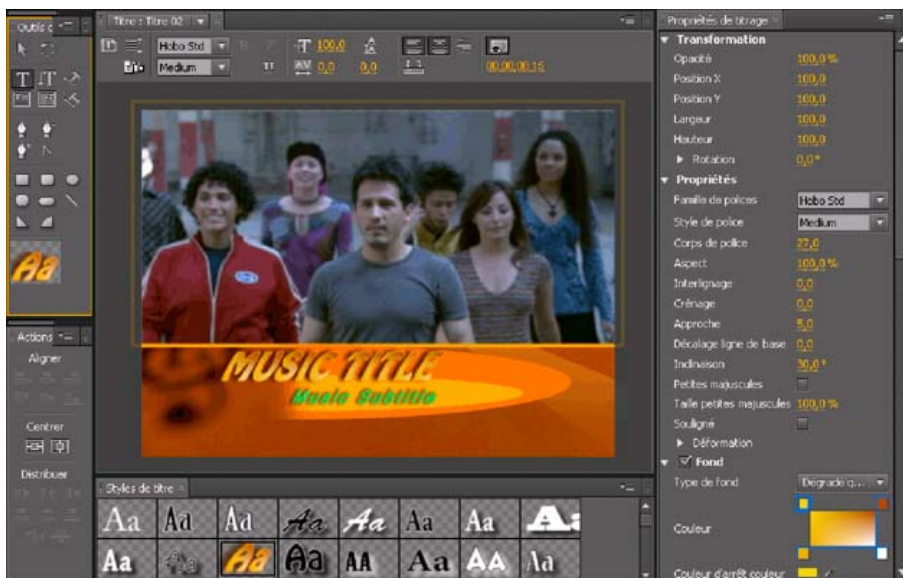 Outils d
Titre : Titre 02
Hobo Std
100,0
Medium
0,0
0,0
00;00;00;15
MUSIC TITLE
Music Subtitle
Actions
Aligner
Centrer
Distribuer
Styles de titre
Aa Aa Aa Aa Aa Aa Aa Aa
Aa Aa Aa Aa AA Aa AA Aa
Aa
Propriétés de titrage
Transformation
Opacité 100,0 %
Position X 100,0
Position Y 100,0
Largeur 100,0
Hauteur 100,0
Rotation 0,0 °
Propriétés
Famille de polices Hobo Std
Style de police Medium
Corps de police 27,0
Aspect 100,0 %
Interlignage 0,0
Crénage 0,0
Approche 5,0
Décalage ligne de base 0,0
Inclinaison 30,0 °
Petites majuscules
Taille petites majuscules 100,0 %
Souligné
Déformation
Fond
Type de fond Dégradé q...
Couleur
Couleur d'arrêt couleur